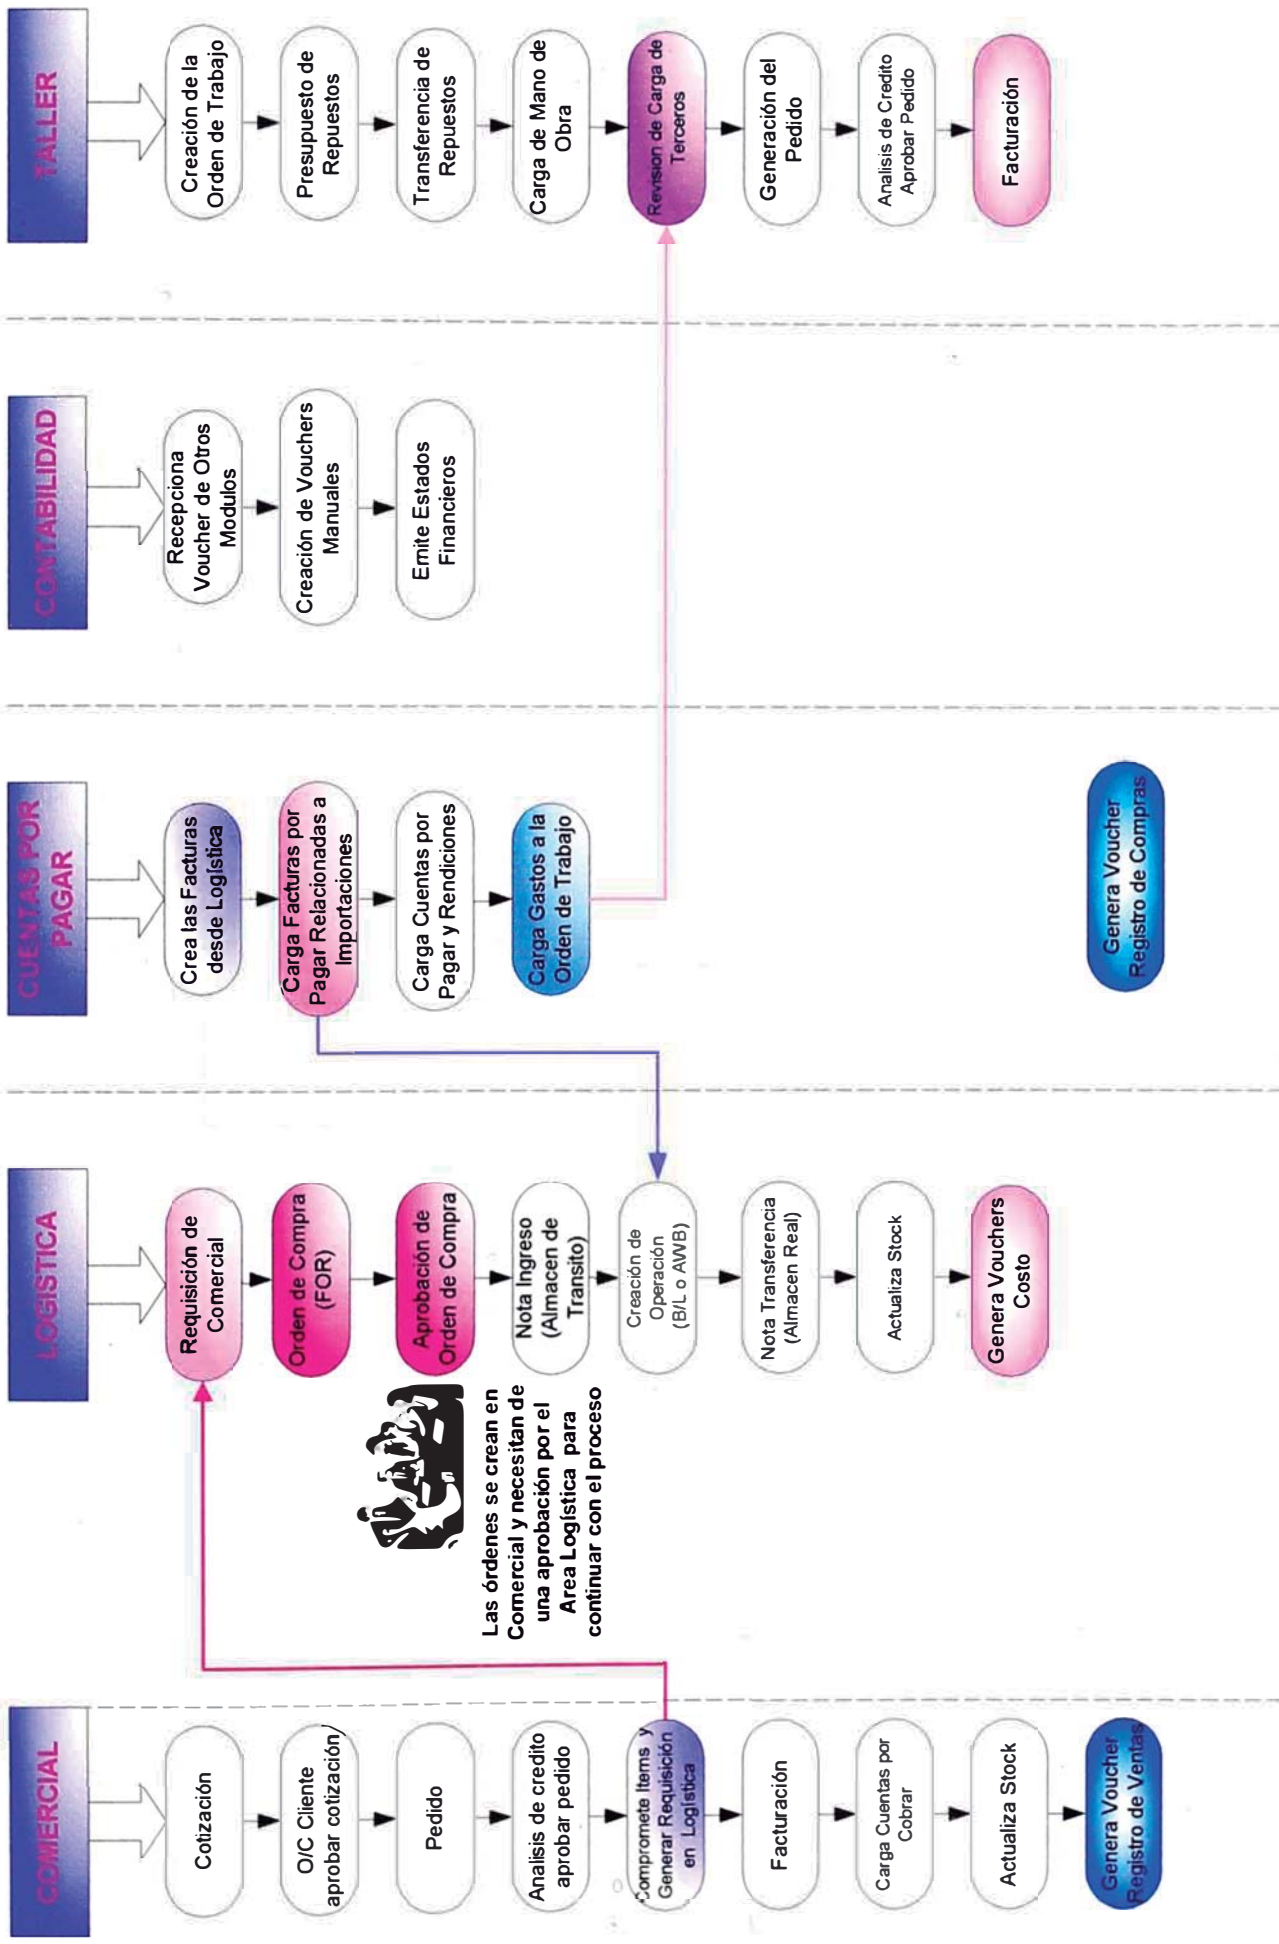 COMERCIAL
Cotización
O/C Cliente
aprobar cotización)
Pedido
Analisis de credito
aprobar pedido
Compromete Items y
Generar Requisición
en Logística
Facturación
Carga Cuentas por
Cobrar
Actualiza Stock
Genera Voucher
Registro de Ventas
LOGISTICA
Requisición de
Comercial
Orden de Compra
(FOR)
Aprobación de
Orden de Compra
Nota Ingreso
(Almacen de
Transito)
Creación de
Operación
(B/L o AWB)
Nota Transferencia
(Almacen Real)
Actualiza Stock
Genera Vouchers
Costo
Las órdenes se crean en
Comercial y necesitan de
una aprobación por el
Area Logística para
continuar con el proceso
CUENTAS POR
PAGAR
Crea las Facturas
desde Logística
Carga Facturas por
Pagar Relacionadas a
Importaciones
Carga Cuentas por
Pagar y Rendiciones
Carga Gastos a la
Orden de Trabajo
Genera Voucher
Registro de Compras
CONTABILIDAD
Recepciona
Voucher de Otros
Modulos
Creación de Vouchers
Manuales
Emite Estados
Financieros
TALLER
Creación de la
Orden de Trabajo
Presupuesto de
Repuestos
Transferencia de
Repuestos
Carga de Mano de
Obra
Revision de Carga de
Terceros
Generación del
Pedido
Analisis de Credito
Aprobar Pedido
Facturación